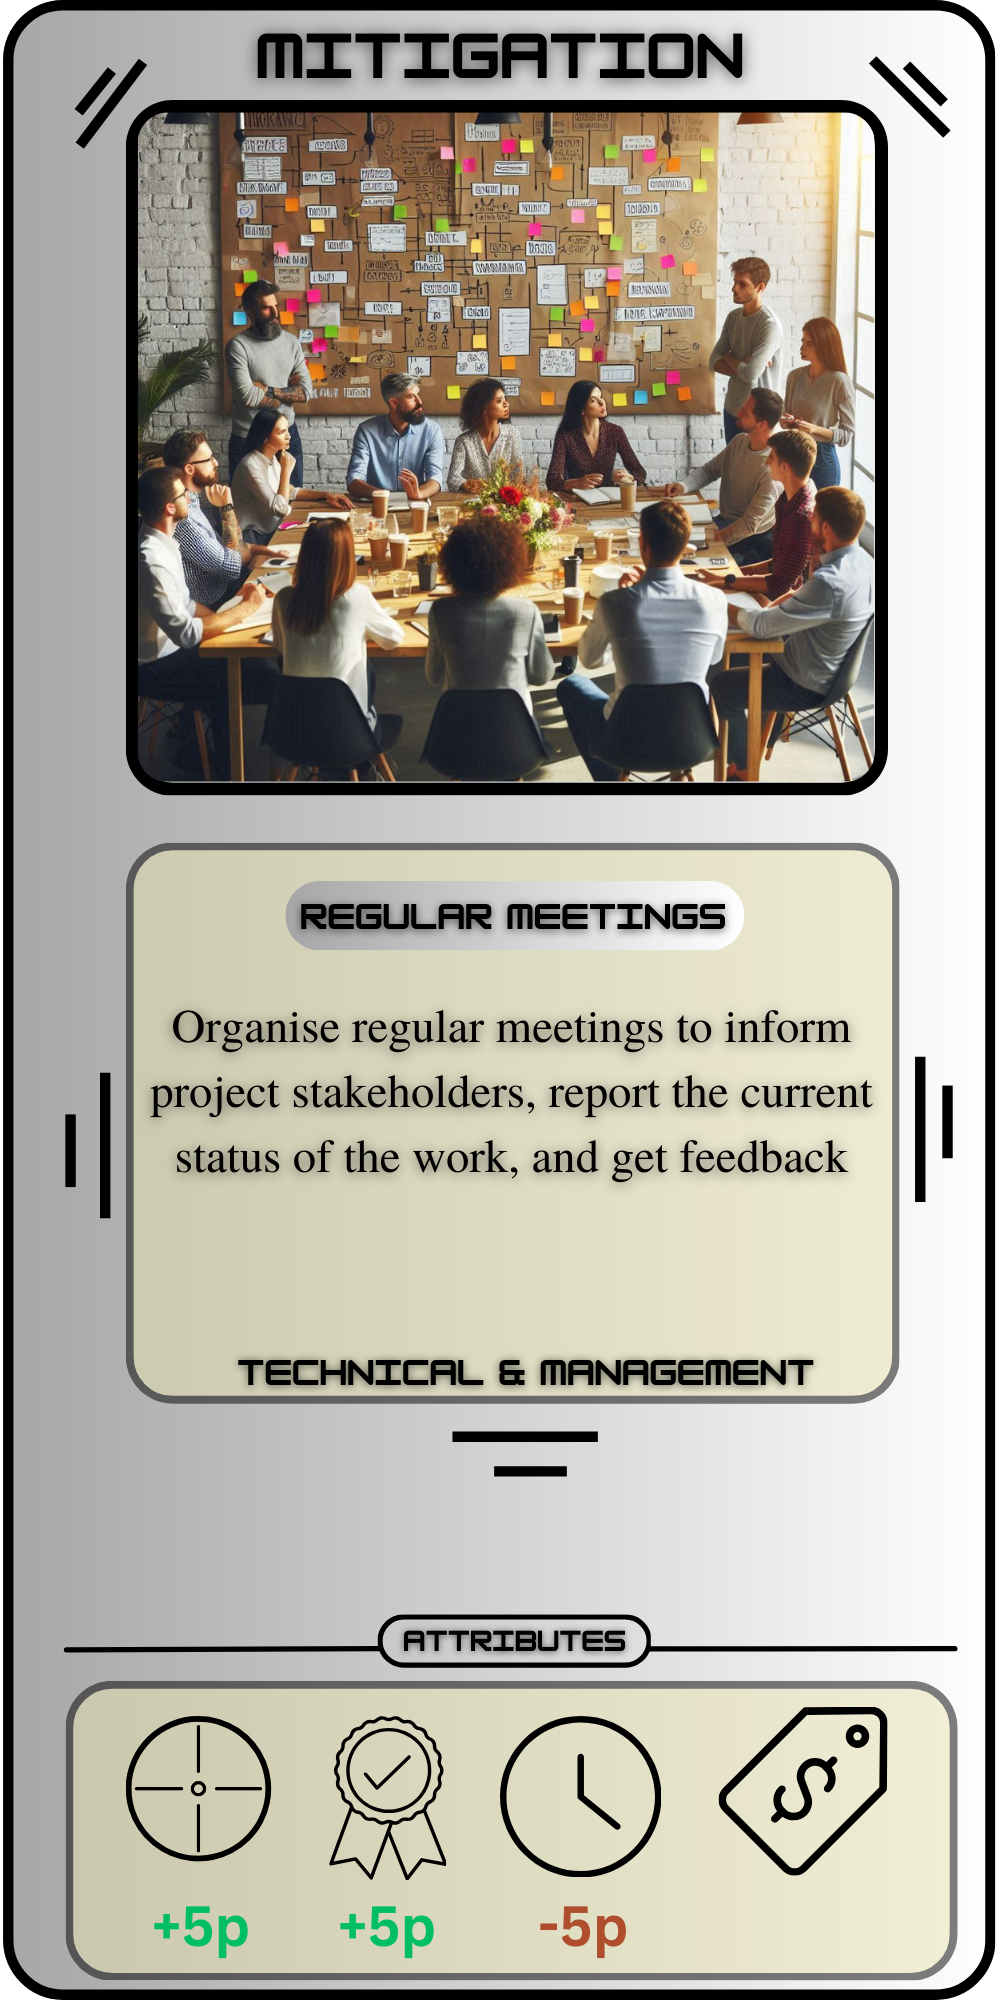 MITIGATION
REGULAR MEETINGS
Organise regular meetings to inform
project stakeholders, report the current
status of the work, and get feedback
TECHNICAL & MANAGEMENT
ATTRIBUTES
+5p +5p -5p